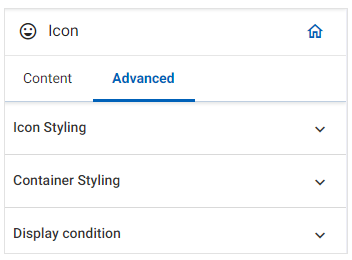 Icon
Content Advanced
Icon Styling
Container Styling
Display condition